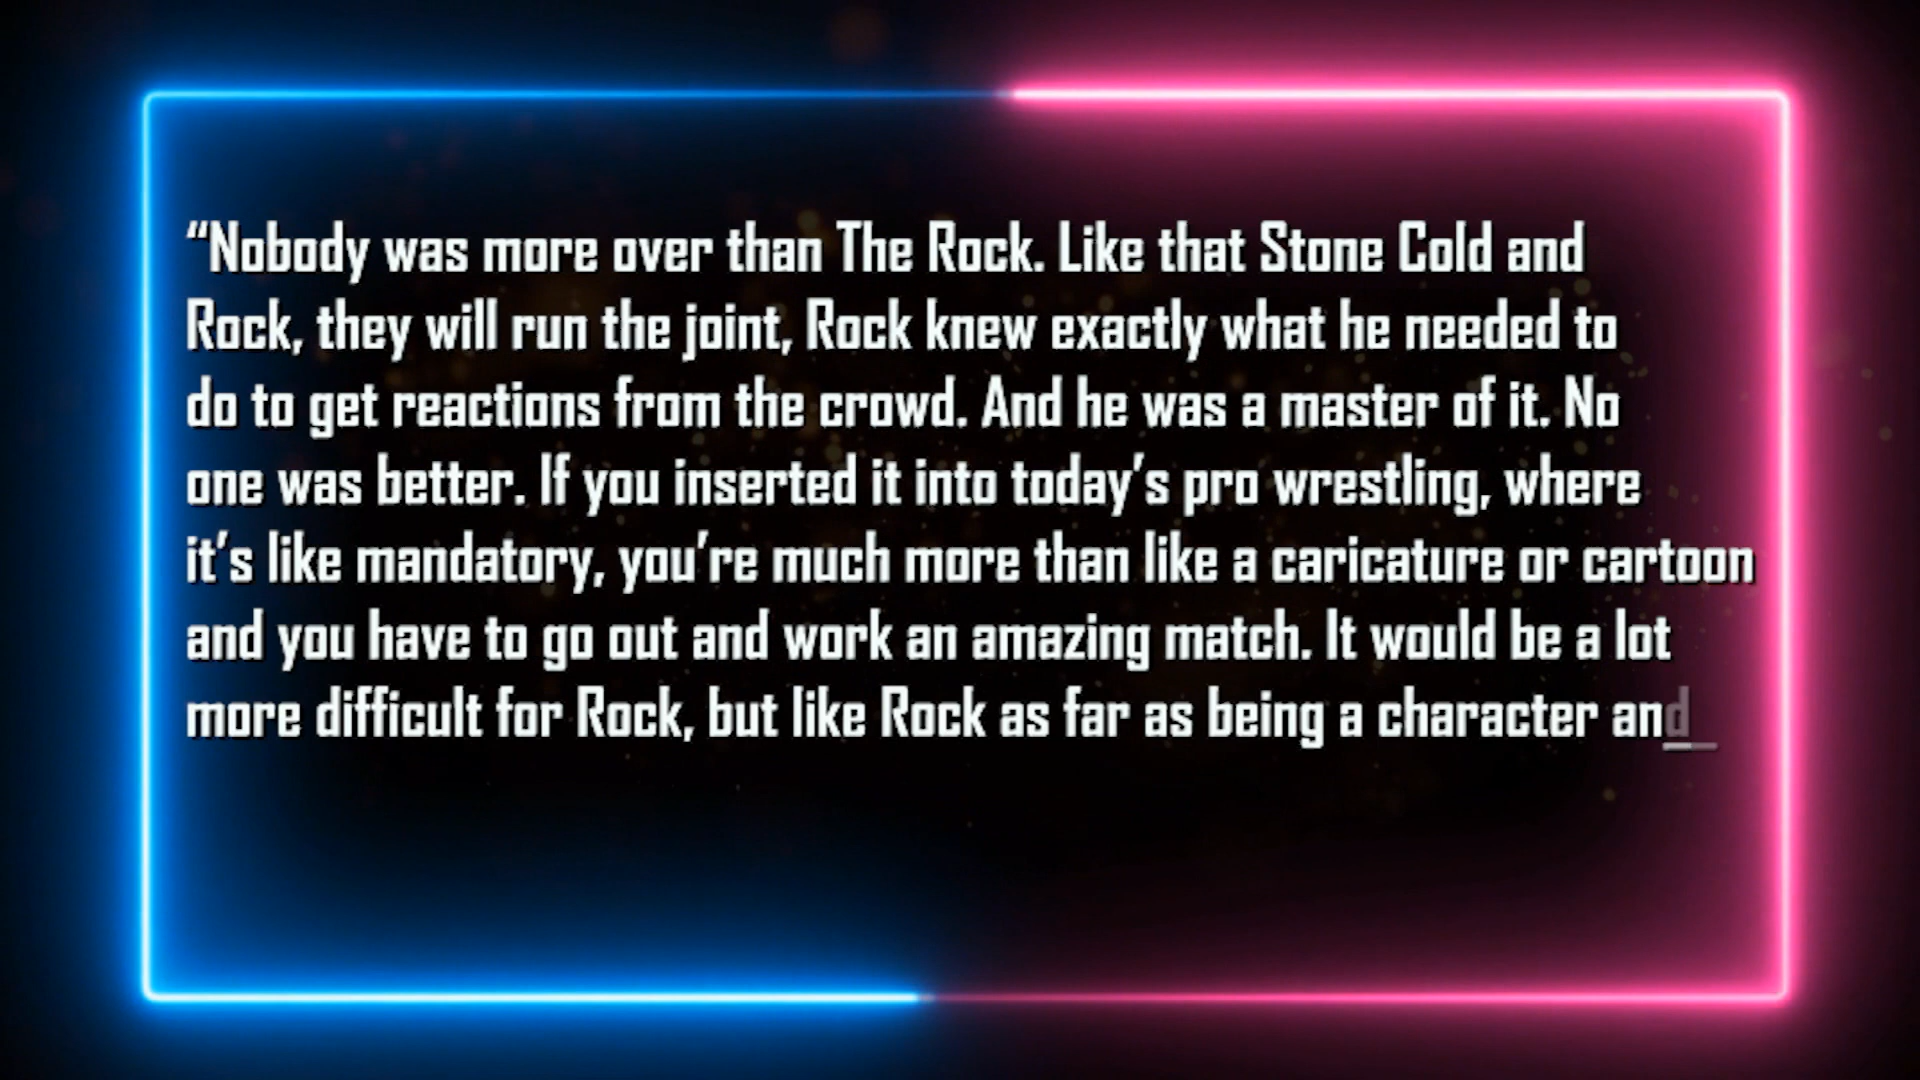 “Nobody was more over than The Rock. Like that Stone Cold and
Rock, they will run the joint, Rock knew exactly what he needed to
do to get reactions from the crowd. And he was a master of it. No
one was better. If you inserted it into today’s pro wrestling, where
it’s like mandatory, you’re much more than like a caricature or cartoon
and you have to go out and work an amazing match. It would be a lot
more difficult for Rock, but like Rock as far as being a character and_